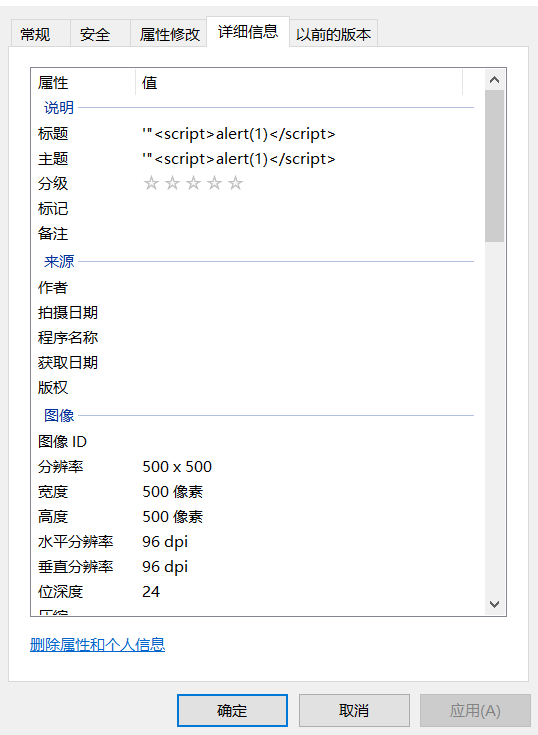 常规 安全 属性修改 详细信息 以前的版本
属性 值
说明
标题 '"<script>alert(1)</script>
主题 '"<script>alert(1)</script>
分级 ☆☆☆☆☆
标记
备注
来源
作者
拍摄日期
程序名称
获取日期
版权
图像
图像 ID
分辨率 500 x 500
宽度 500 像素
高度 500 像素
水平分辨率 96 dpi
垂直分辨率 96 dpi
位深度 24
删除属性和个人信息
确定 取消 应用(A)